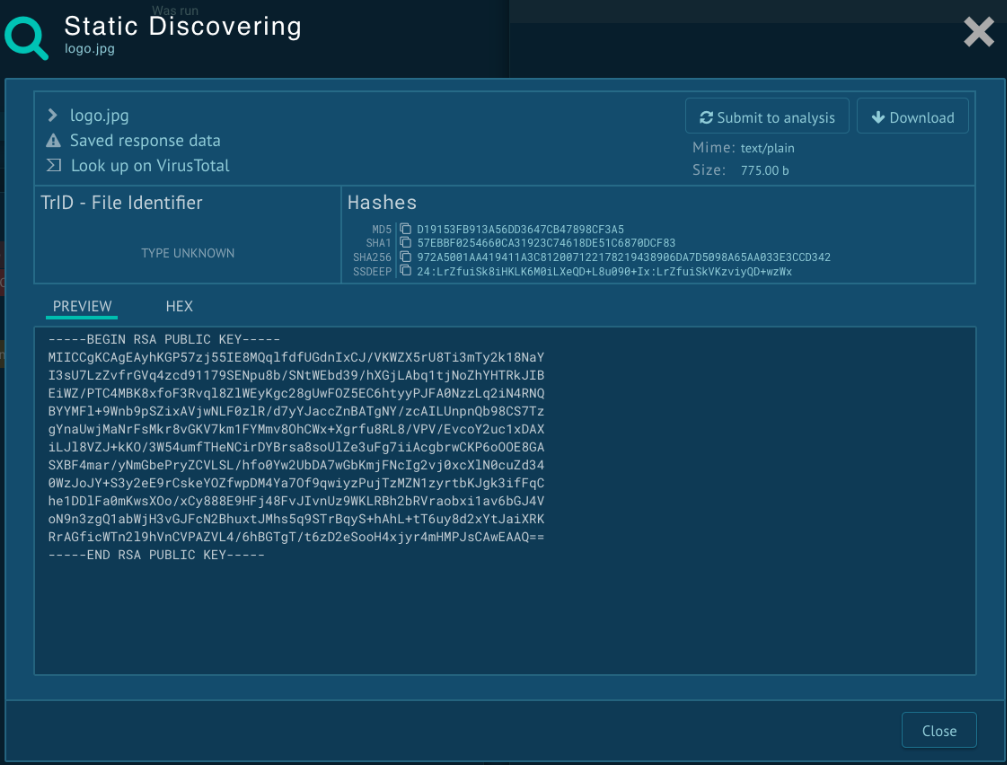 Was run
Static Discovering
logo.jpg
logo.jpg
Saved response data
Look up on VirusTotal
Submit to analysis
Download
Mime: text/plain
Size: 775.00 b
TrID - File Identifier
TYPE UNKNOWN
Hashes
MD5 D19153FB913A56DD3647CB47898CF3A5
SHA1 57EBBF0254660CA31923C74618DE51C6870DCF83
SHA256 972A5001AA419411A3C812007122178219438906DA7D5098A65AA033E3CCD342
SSDEEP 24:LrZfuiSk8iHKLK6M0iLXeQD+L8u090+Ix:LrZfuiSkVKzviyQD+wzWx
PREVIEW
HEX
-----BEGIN RSA PUBLIC KEY-----
MIICCgKCAgEAyhKGP57zj55IE8MQqlfdfUGdnIxCJ/VKWZX5rU8Ti3mTy2k18NaY
I3sU7LzZvfrGVq4zcd91179SENpu8b/SNtWEbd39/hXGjLAbq1tjNoZhYHTRkJIB
EiWZ/PTC4MBK8xfoF3Rvql8ZlWEyKgc28gUwFOZ5EC6htyyPJFA0NzzLq2iN4RNQ
BYYMFl+9Wnb9pSZixAVjwNLF0zlR/d7yYJaccZnBATgNY/zcAILUnpnQb98CS7Tz
gYnaUwjMaNrFsMkr8vGKV7km1FYMmv8OhCWx+Xgrfu8RL8/VPV/EvcoY2uc1xDAX
iLJl8VZJ+kKO/3W54umfTHeNCirDYBrsa8soUlZe3uFg7iiAcgbrwCKP6oOOE8GA
SXBF4mar/yNmGbePryZCVLSL/hfo0Yw2UbDA7wGbKmjFNcIg2vj0xcXlN0cuZd34
0WzJoJY+S3y2eE9rCskeYOZfwpDM4Ya7Of9qwiyzPujTzMZN1zyrtbKJgk3ifFqC
he1DDlFa0mKwsXOo/xCy888E9HFj48FvJIvnUz9WKLRBh2bRVraobxi1av6bGJ4V
oN9n3zgQ1abWjH3vGJFcN2BhuxtJMhs5q9STrBqyS+hAhL+tT6uy8d2xYtJaiXRK
RrAGficWTn2l9hVnCVPAZVL4/6hBGTgT/t6zD2eSooH4xjyr4mHMPJsCAwEAAQ==
-----END RSA PUBLIC KEY-----
Close